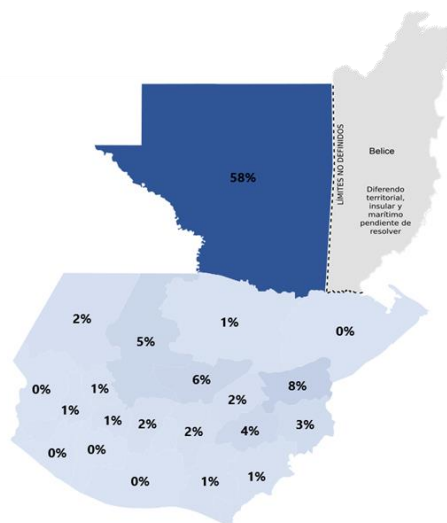 58%
LÍMITES NO DEFINIDOS
Belice
Diferendo
territorial,
insular y
marítimo
pendiente de
resolver
2%
5%
1%
0%
0%
1%
6%
2%
8%
1%
1%
2%
2%
4%
3%
0%
0%
0%
1%
1%